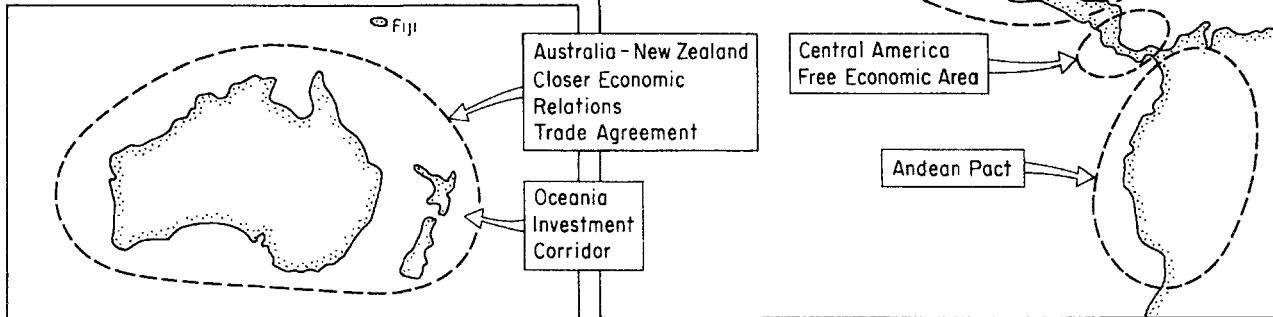 Fiji
Australia - New Zealand
Closer Economic
Relations
Trade Agreement
Oceania
Investment
Corridor
Central America
Free Economic Area
Andean Pact